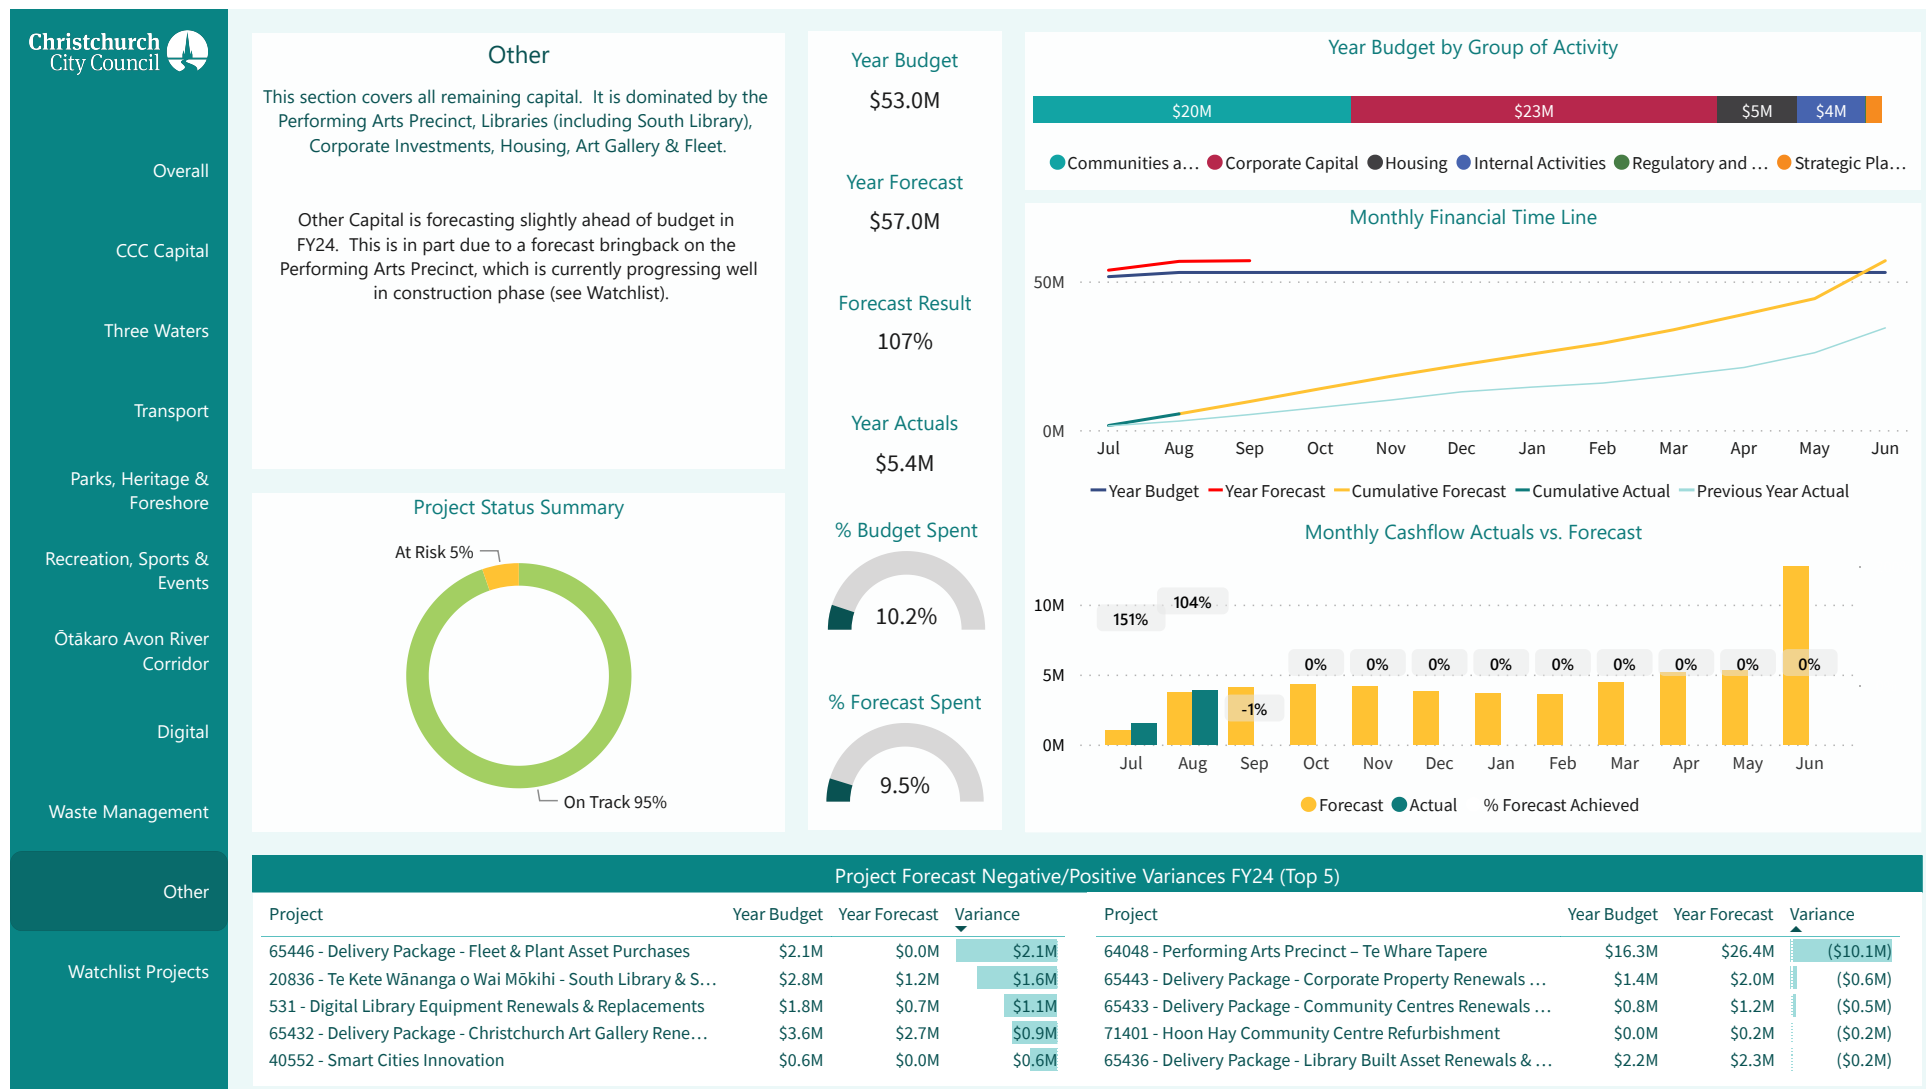 Christchurch
City Council
Overall
CCC Capital
Three Waters
Transport
Parks, Heritage &
Foreshore
Recreation, Sports &
Events
Ōtākaro Avon River
Corridor
Digital
Waste Management
Other
Watchlist Projects
Other
This section covers all remaining capital. It is dominated by the
Performing Arts Precinct, Libraries (including South Library),
Corporate Investments, Housing, Art Gallery & Fleet.
Other Capital is forecasting slightly ahead of budget in
FY24. This is in part due to a forecast bringback on the
Performing Arts Precinct, which is currently progressing well
in construction phase (see Watchlist).
Project Status Summary
At Risk 5%
On Track 95%
Year Budget
$53.0M
Year Forecast
$57.0M
Forecast Result
107%
Year Actuals
$5.4M
% Budget Spent
10.2%
% Forecast Spent
9.5%
Year Budget by Group of Activity
$20M $23M $5M $4M
Communities a... Corporate Capital Housing Internal Activities Regulatory and ... Strategic Pla...
Monthly Financial Time Line
50M
0M
Jul Aug Sep Oct Nov Dec Jan Feb Mar Apr May Jun
Year Budget Year Forecast Cumulative Forecast Cumulative Actual Previous Year Actual
Monthly Cashflow Actuals vs. Forecast
10M
5M
0M
151% 104% -1% 0% 0% 0% 0% 0% 0% 0% 0% 0%
Jul Aug Sep Oct Nov Dec Jan Feb Mar Apr May Jun
Forecast Actual % Forecast Achieved
Project Forecast Negative/Positive Variances FY24 (Top 5)
Project Year Budget Year Forecast Variance
65446 - Delivery Package - Fleet & Plant Asset Purchases $2.1M $0.0M $2.1M
20836 - Te Kete Wānanga o Wai Mōkihi - South Library & S... $2.8M $1.2M $1.6M
531 - Digital Library Equipment Renewals & Replacements $1.8M $0.7M $1.1M
65432 - Delivery Package - Christchurch Art Gallery Rene... $3.6M $2.7M $0.9M
40552 - Smart Cities Innovation $0.6M $0.0M $0.6M
Project Year Budget Year Forecast Variance
64048 - Performing Arts Precinct – Te Whare Tapere $16.3M $26.4M ($10.1M)
65443 - Delivery Package - Corporate Property Renewals ... $1.4M $2.0M ($0.6M)
65433 - Delivery Package - Community Centres Renewals ... $0.8M $1.2M ($0.5M)
71401 - Hoon Hay Community Centre Refurbishment $0.0M $0.2M ($0.2M)
65436 - Delivery Package - Library Built Asset Renewals & ... $2.2M $2.3M ($0.2M)